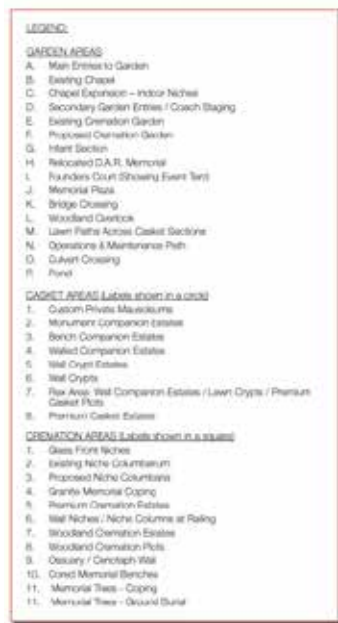 LEGEND:
GARDEN AREAS
A. Main Entries to Garden
B. Existing Chapel
C. Chapel Expansion – Indoor Niches
D. Secondary Garden Entries / Coach Staging
E. Existing Cremation Garden
F. Proposed Cremation Garden
G. Infant Section
H. Relocated D.A.R. Memorial
I. Founders Court (Showing Event Tent)
J. Memorial Plaza
K. Bridge Crossing
L. Woodland Overlook
M. Lawn Paths Across Casket Sections
N. Operations & Maintenance Path
O. Culvert Crossing
P. Pond
CASKET AREAS (Labels shown in a circle)
1. Custom Private Mausoleums
2. Monument Companion Estates
3. Bench Companion Estates
4. Walled Companion Estates
5. Wall Crypt Estates
6. Wall Crypts
7. Flex Area: Wall Companion Estates / Lawn Crypts / Premium
Casket Plots
8. Premium Casket Estates
CREMATION AREAS (Labels shown in a square)
1. Glass Front Niches
2. Existing Niche Columbarium
3. Proposed Niche Columbaria
4. Granite Memorial Coping
5. Premium Cremation Estates
6. Wall Niches / Niche Columns at Railing
7. Woodland Cremation Estates
8. Woodland Cremation Plots
9. Ossuary / Cenotaph Wall
10. Cored Memorial Benches
11. Memorial Trees - Coping
11. Memorial Trees - Ground Burial